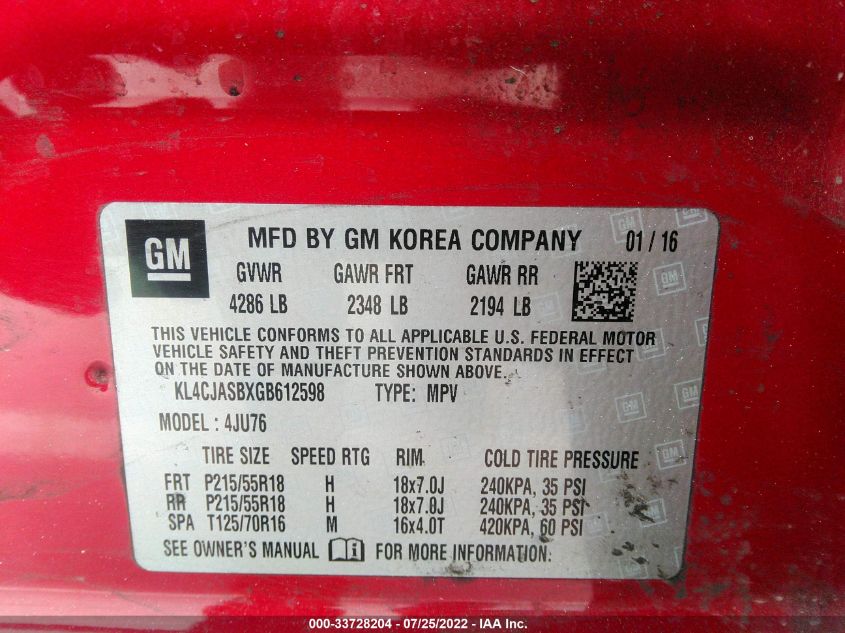 GM MFD BY GM KOREA COMPANY 01 / 16
GVWR GAWR FRT GAWR RR
4286 LB 2348 LB 2194 LB
THIS VEHICLE CONFORMS TO ALL APPLICABLE U.S. FEDERAL MOTOR
VEHICLE SAFETY AND THEFT PREVENTION STANDARDS IN EFFECT
ON THE DATE OF MANUFACTURE SHOWN ABOVE.
KL4CJASBXGB612598 TYPE: MPV
MODEL : 4JU76
TIRE SIZE SPEED RTG RIM COLD TIRE PRESSURE
FRT P215/55R18 H 18x7.0J 240KPA, 35 PSI
RR P215/55R18 H 18x7.0J 240KPA, 35 PSI
SPA T125/70R16 M 16x4.0T 420KPA, 60 PSI
SEE OWNER'S MANUAL i FOR MORE INFORMATION:
000-33728204 / 07/25/2022 - IAA Inc.